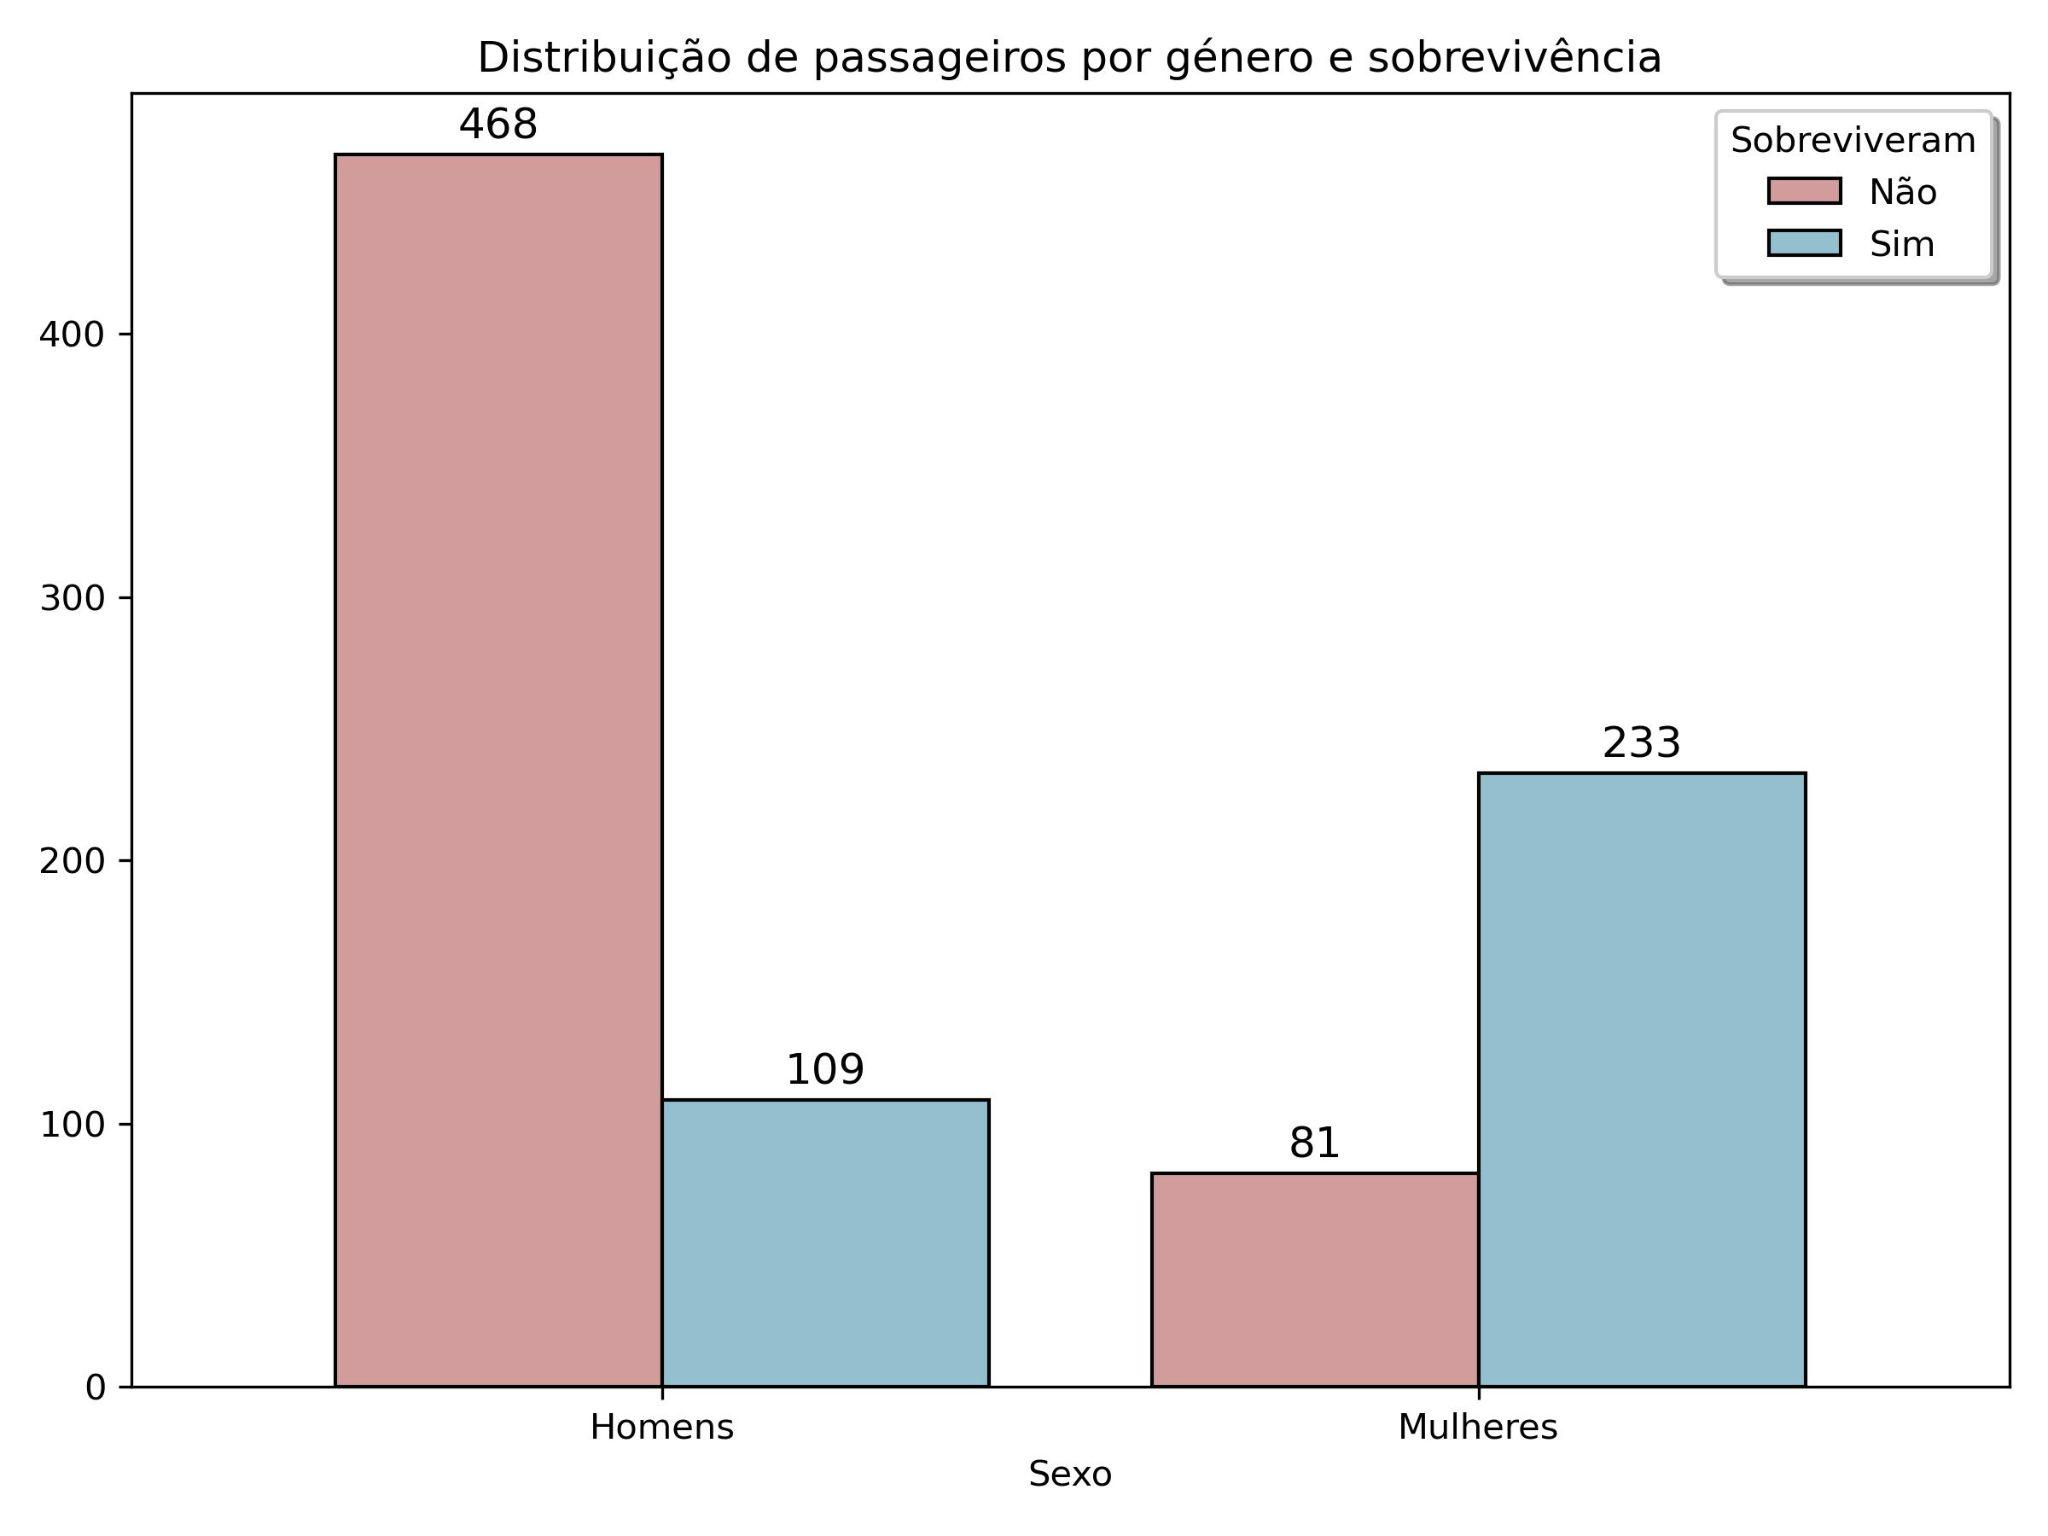 Distribuição de passageiros por género e sobrevivência
468
Sobreviveram
Não
Sim
400
300
233
200
109
100
81
0
Homens
Mulheres
Sexo